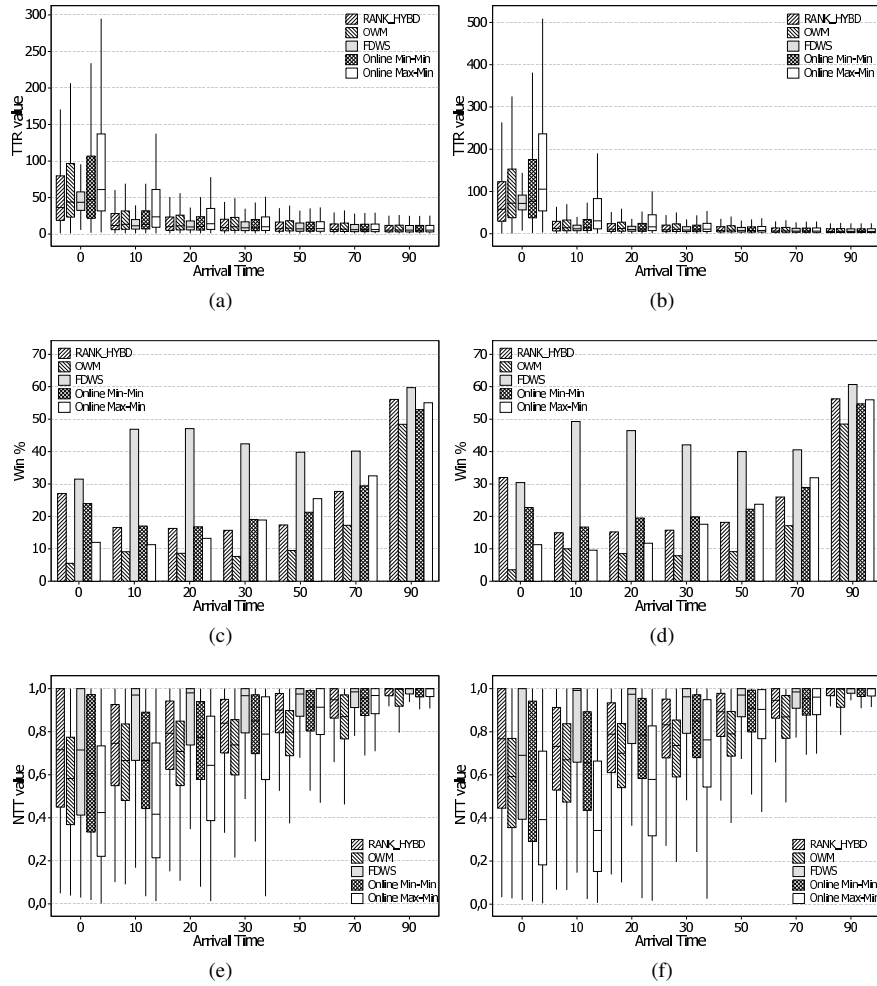 300
250
200
150
100
50
0
TTR value
RANK_HYBD
OWM
FDWS
Online Min-Min
Online Max-Min
0 10 20 30 50 70 90
Arrival Time
(a)
500
400
300
200
100
0
TTR value
RANK_HYBD
OWM
FDWS
Online Min-Min
Online Max-Min
0 10 20 30 50 70 90
Arrival Time
(b)
70
60
50
40
30
20
10
0
Win %
RANK_HYBD
OWM
FDWS
Online Min-Min
Online Max-Min
0 10 20 30 50 70 90
Arrival Time
(c)
70
60
50
40
30
20
10
0
Win %
RANK_HYBD
OWM
FDWS
Online Min-Min
Online Max-Min
0 10 20 30 50 70 90
Arrival Time
(d)
1,0
0,8
0,6
0,4
0,2
0,0
NTT value
RANK_HYBD
OWM
FDWS
Online Min-Min
Online Max-Min
0 10 20 30 50 70 90
Arrival Time
(e)
1,0
0,8
0,6
0,4
0,2
0,0
NTT value
RANK_HYBD
OWM
FDWS
Online Min-Min
Online Max-Min
0 10 20 30 50 70 90
Arrival Time
(f)